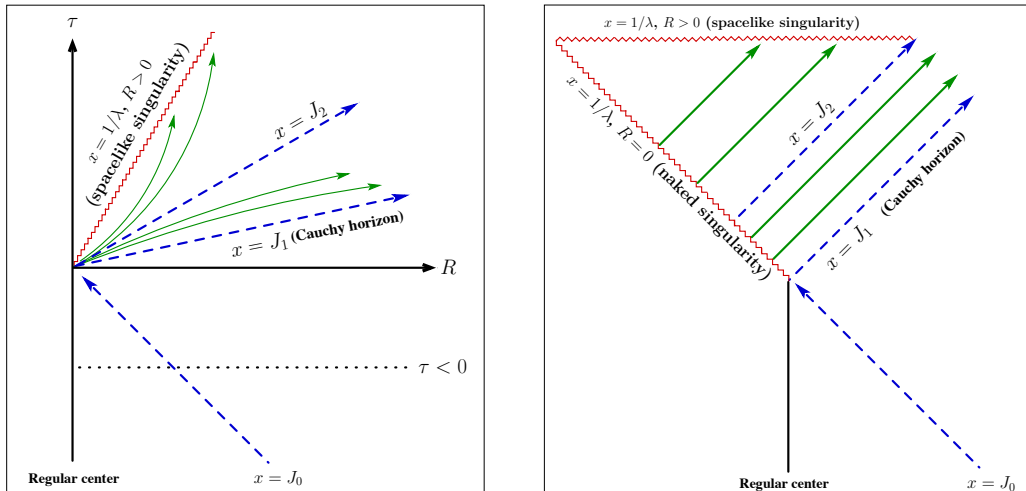 τ
x = 1/λ, R > 0
(spacelike singularity)
x = J₂
x = J₁ (Cauchy horizon)
R
τ < 0
Regular center
x = J₀
x = 1/λ, R > 0 (spacelike singularity)
x = 1/λ, R = 0 (naked singularity)
x = J₂
(Cauchy horizon)
x = J₁
Regular center
x = J₀